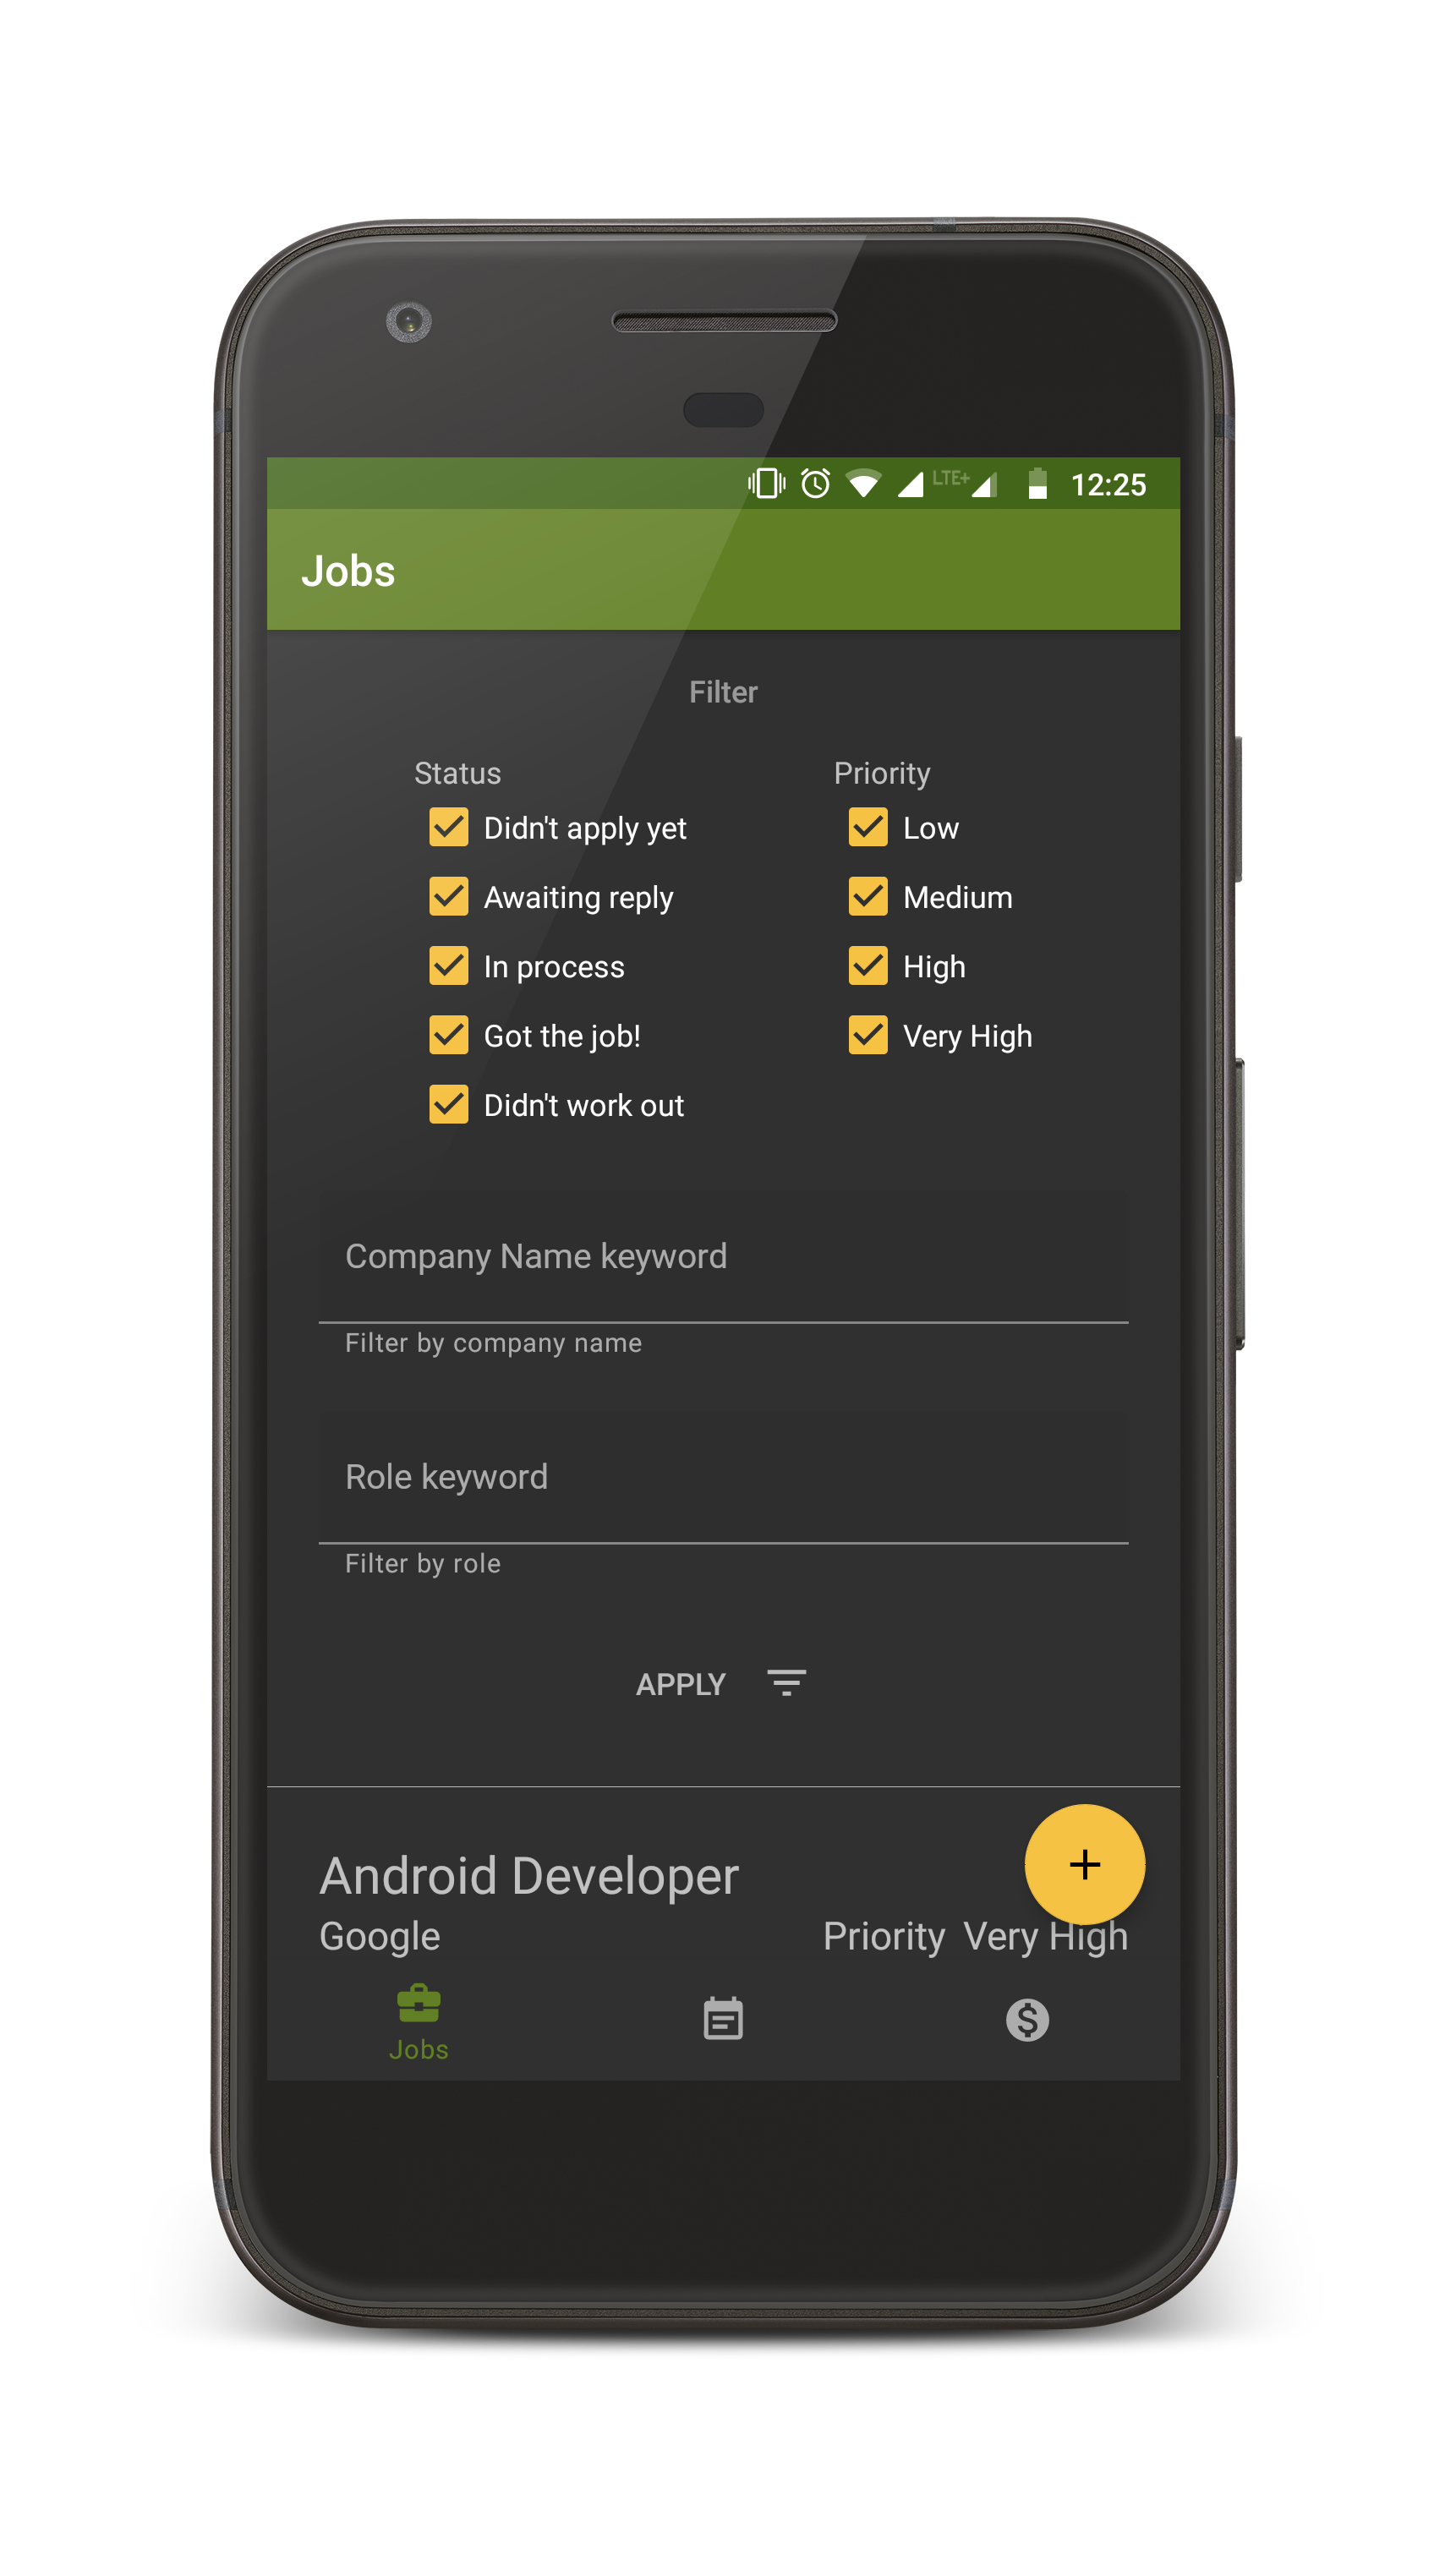 LTE+ 12:25
Jobs
Filter
Status Priority
Didn't apply yet Low
Awaiting reply Medium
In process High
Got the job! Very High
Didn't work out
Company Name keyword
Filter by company name
Role keyword
Filter by role
APPLY
Android Developer
Google Priority Very High
Jobs